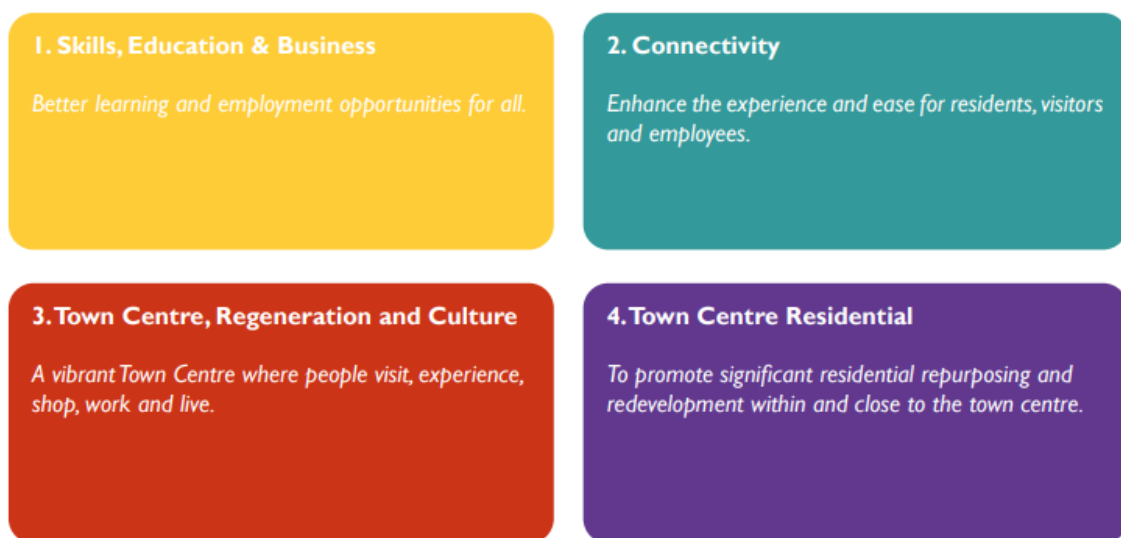 1. Skills, Education & Business
Better learning and employment opportunities for all.
2. Connectivity
Enhance the experience and ease for residents, visitors
and employees.
3. Town Centre, Regeneration and Culture
A vibrant Town Centre where people visit, experience,
shop, work and live.
4. Town Centre Residential
To promote significant residential repurposing and
redevelopment within and close to the town centre.